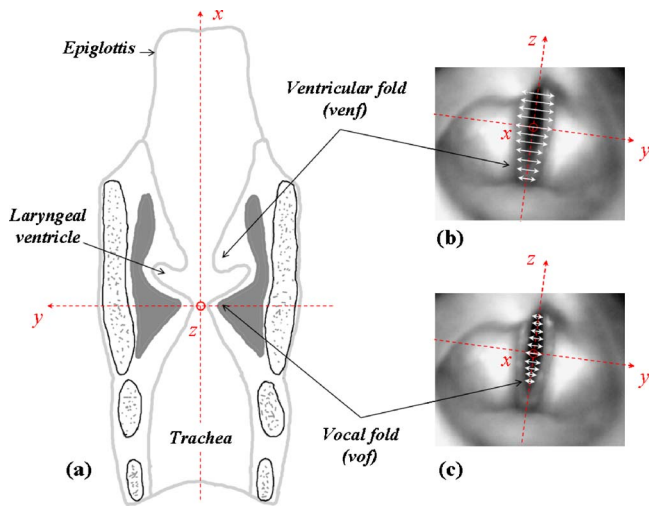 x
Epiglottis
z
Ventricular fold
(venf)
x
y
Laryngeal
ventricle
(b)
z
y
z
x
y
Trachea
Vocal fold
(vof)
(a)
(c)